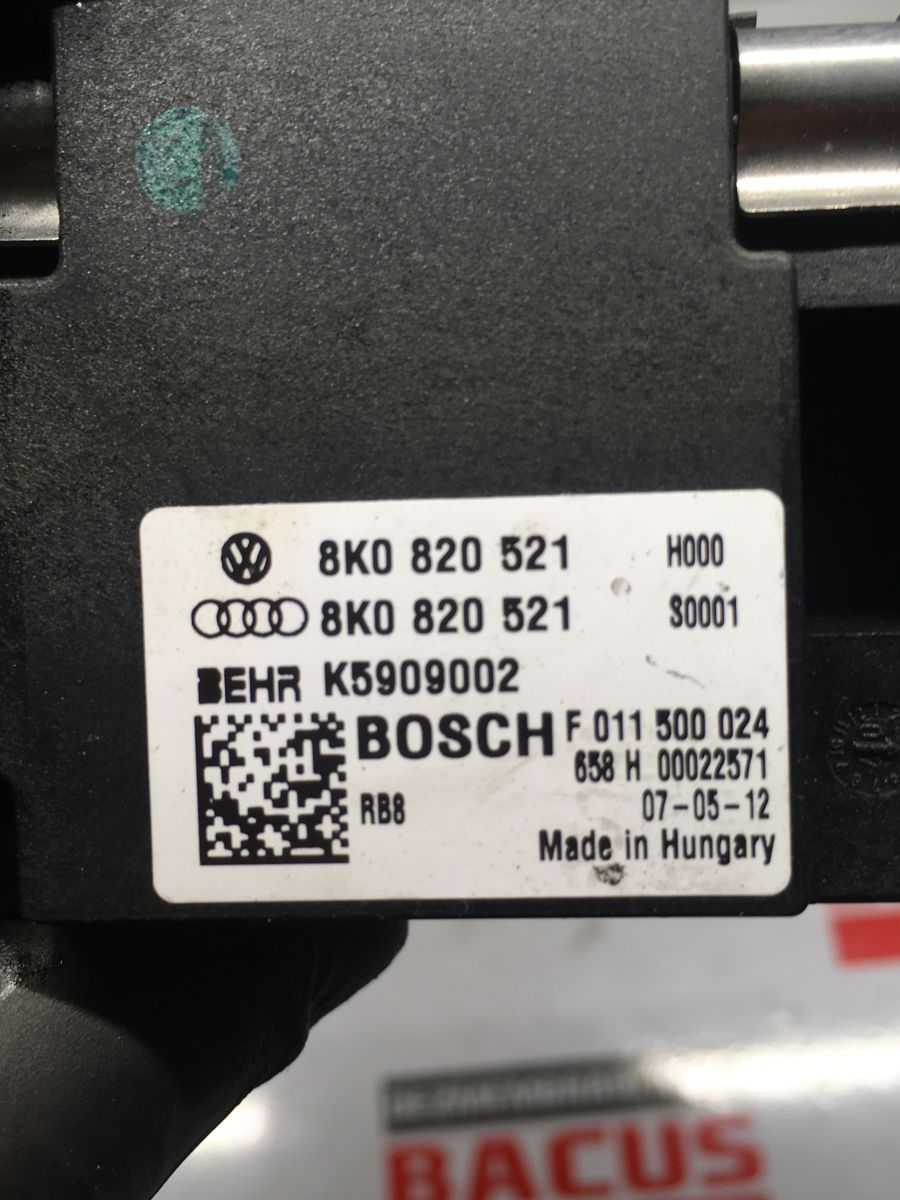 8K0 820 521 H000
8K0 820 521 S0001
BEHR K5909002
BOSCH F 011 500 024
658 H 00022571
RB8 07-05-12
Made in Hungary
BACUS